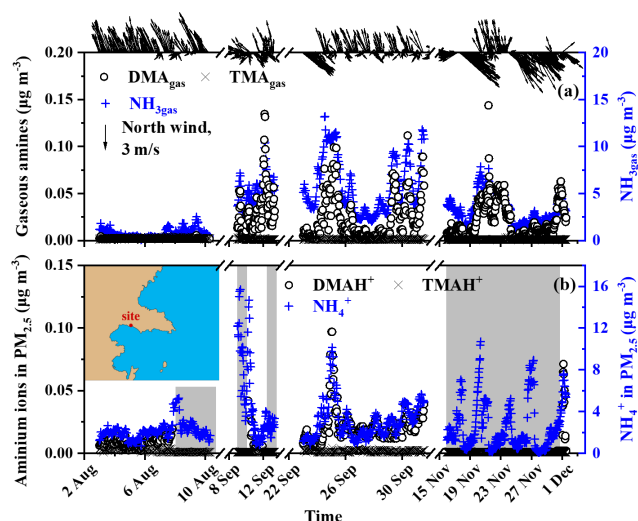 (a)
Gaseous amines (μg m⁻³)
0.20
0.15
0.10
0.05
0.00
DMA_gas TMA_gas
NH_3gas
North wind,
3 m/s
20
15
10
5
0
NH_3gas (μg m⁻³)
(b)
Aminium ions in PM_2.5 (μg m⁻³)
0.15
0.10
0.05
0.00
site
DMAH⁺ TMAH⁺
NH₄⁺
16
12
8
4
0
NH₄⁺ in PM_2.5 (μg m⁻³)
2 Aug 6 Aug 10 Aug 8 Sep 12 Sep 22 Sep 26 Sep 30 Sep 15 Nov 19 Nov 23 Nov 27 Nov 1 Dec
Time